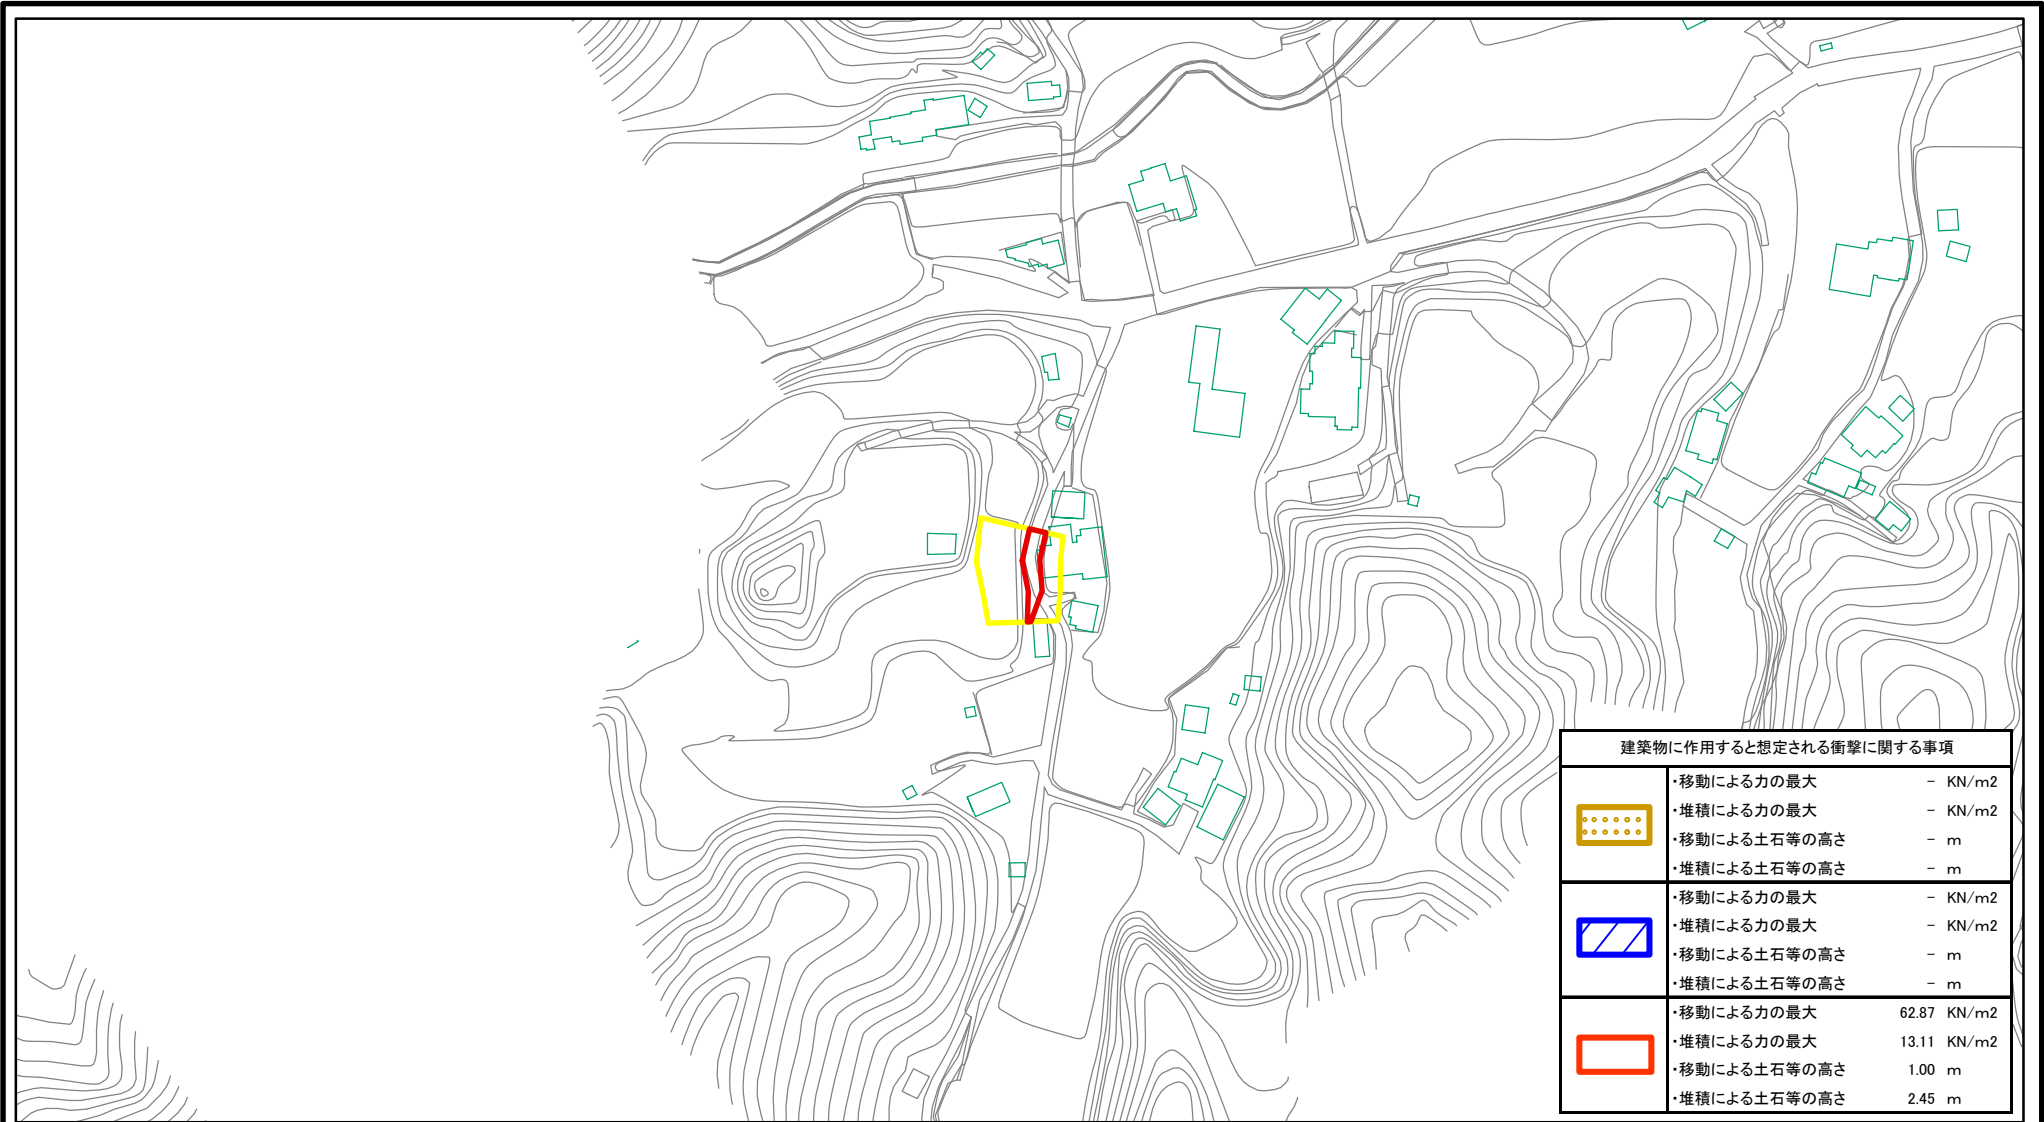 建築物に作用すると想定される衝撃に関する事項
・移動による力の最大 - KN/m2
・堆積による力の最大 - KN/m2
・移動による土石等の高さ - m
・堆積による土石等の高さ - m
・移動による力の最大 - KN/m2
・堆積による力の最大 - KN/m2
・移動による土石等の高さ - m
・堆積による土石等の高さ - m
・移動による力の最大 62.87 KN/m2
・堆積による力の最大 13.11 KN/m2
・移動による土石等の高さ 1.00 m
・堆積による土石等の高さ 2.45 m